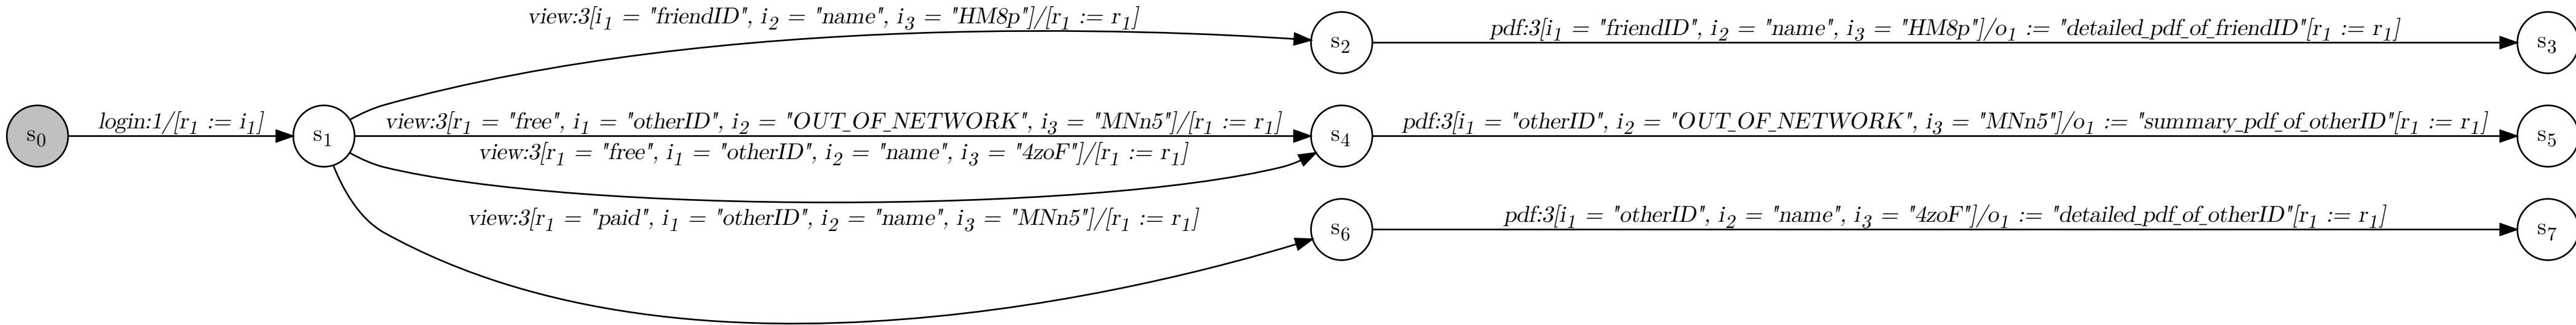 view:3[i1 = "friendID", i2 = "name", i3 = "HM8p"]/[r1 := r1]
s2
pdf:3[i1 = "friendID", i2 = "name", i3 = "HM8p"]/o1 := "detailed_pdf_of_friendID"[r1 := r1]
s3
s0
login:1/[r1 := i1]
s1
view:3[r1 = "free", i1 = "otherID", i2 = "OUT_OF_NETWORK", i3 = "MNn5"]/[r1 := r1]
view:3[r1 = "free", i1 = "otherID", i2 = "name", i3 = "4zoF"]/[r1 := r1]
s4
pdf:3[i1 = "otherID", i2 = "OUT_OF_NETWORK", i3 = "MNn5"]/o1 := "summary_pdf_of_otherID"[r1 := r1]
s5
view:3[r1 = "paid", i1 = "otherID", i2 = "name", i3 = "MNn5"]/[r1 := r1]
s6
pdf:3[i1 = "otherID", i2 = "name", i3 = "4zoF"]/o1 := "detailed_pdf_of_otherID"[r1 := r1]
s7